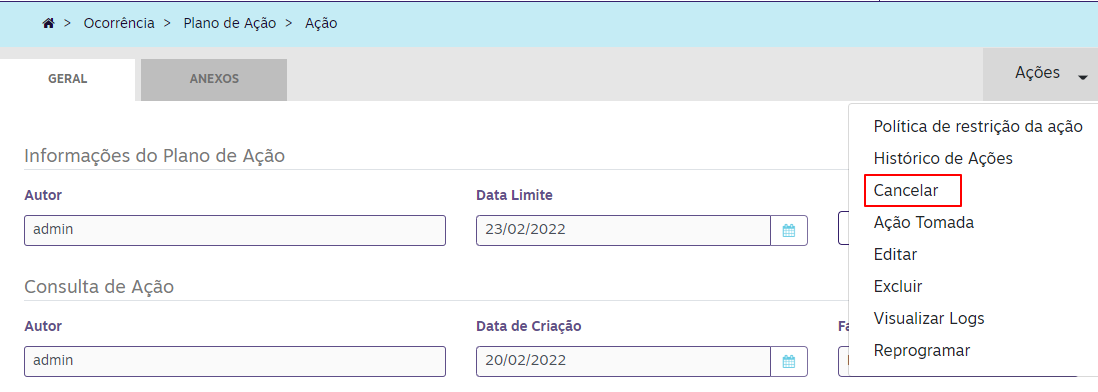 > Ocorrência > Plano de Ação > Ação
GERAL ANEXOS Ações
Política de restrição da ação
Histórico de Ações
Cancelar
Ação Tomada
Editar
Excluir
Visualizar Logs
Reprogramar
Informações do Plano de Ação
Autor Data Limite
admin 23/02/2022
Consulta de Ação
Autor Data de Criação Fa
admin 20/02/2022